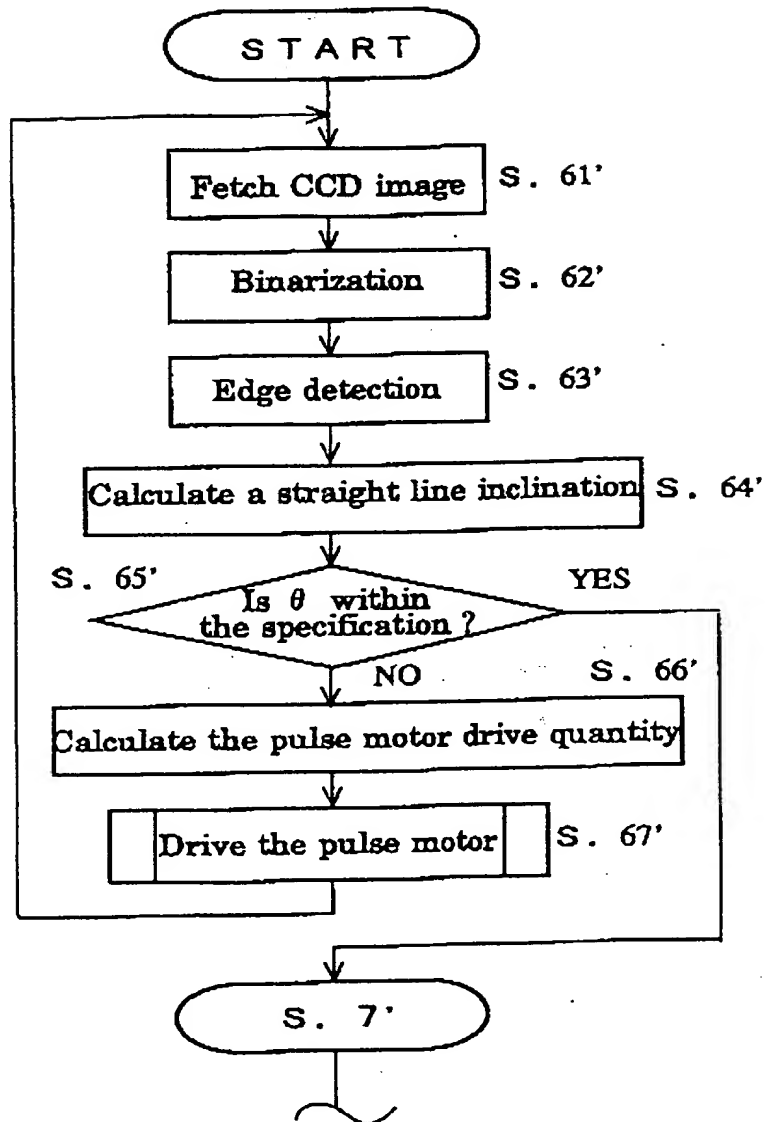 START
Fetch CCD image S. 61'
Binarization S. 62'
Edge detection S. 63'
Calculate a straight line inclination S. 64'
S. 65' YES
Is θ within
the specification?
NO S. 66'
Calculate the pulse motor drive quantity
Drive the pulse motor S. 67'
S. 7'